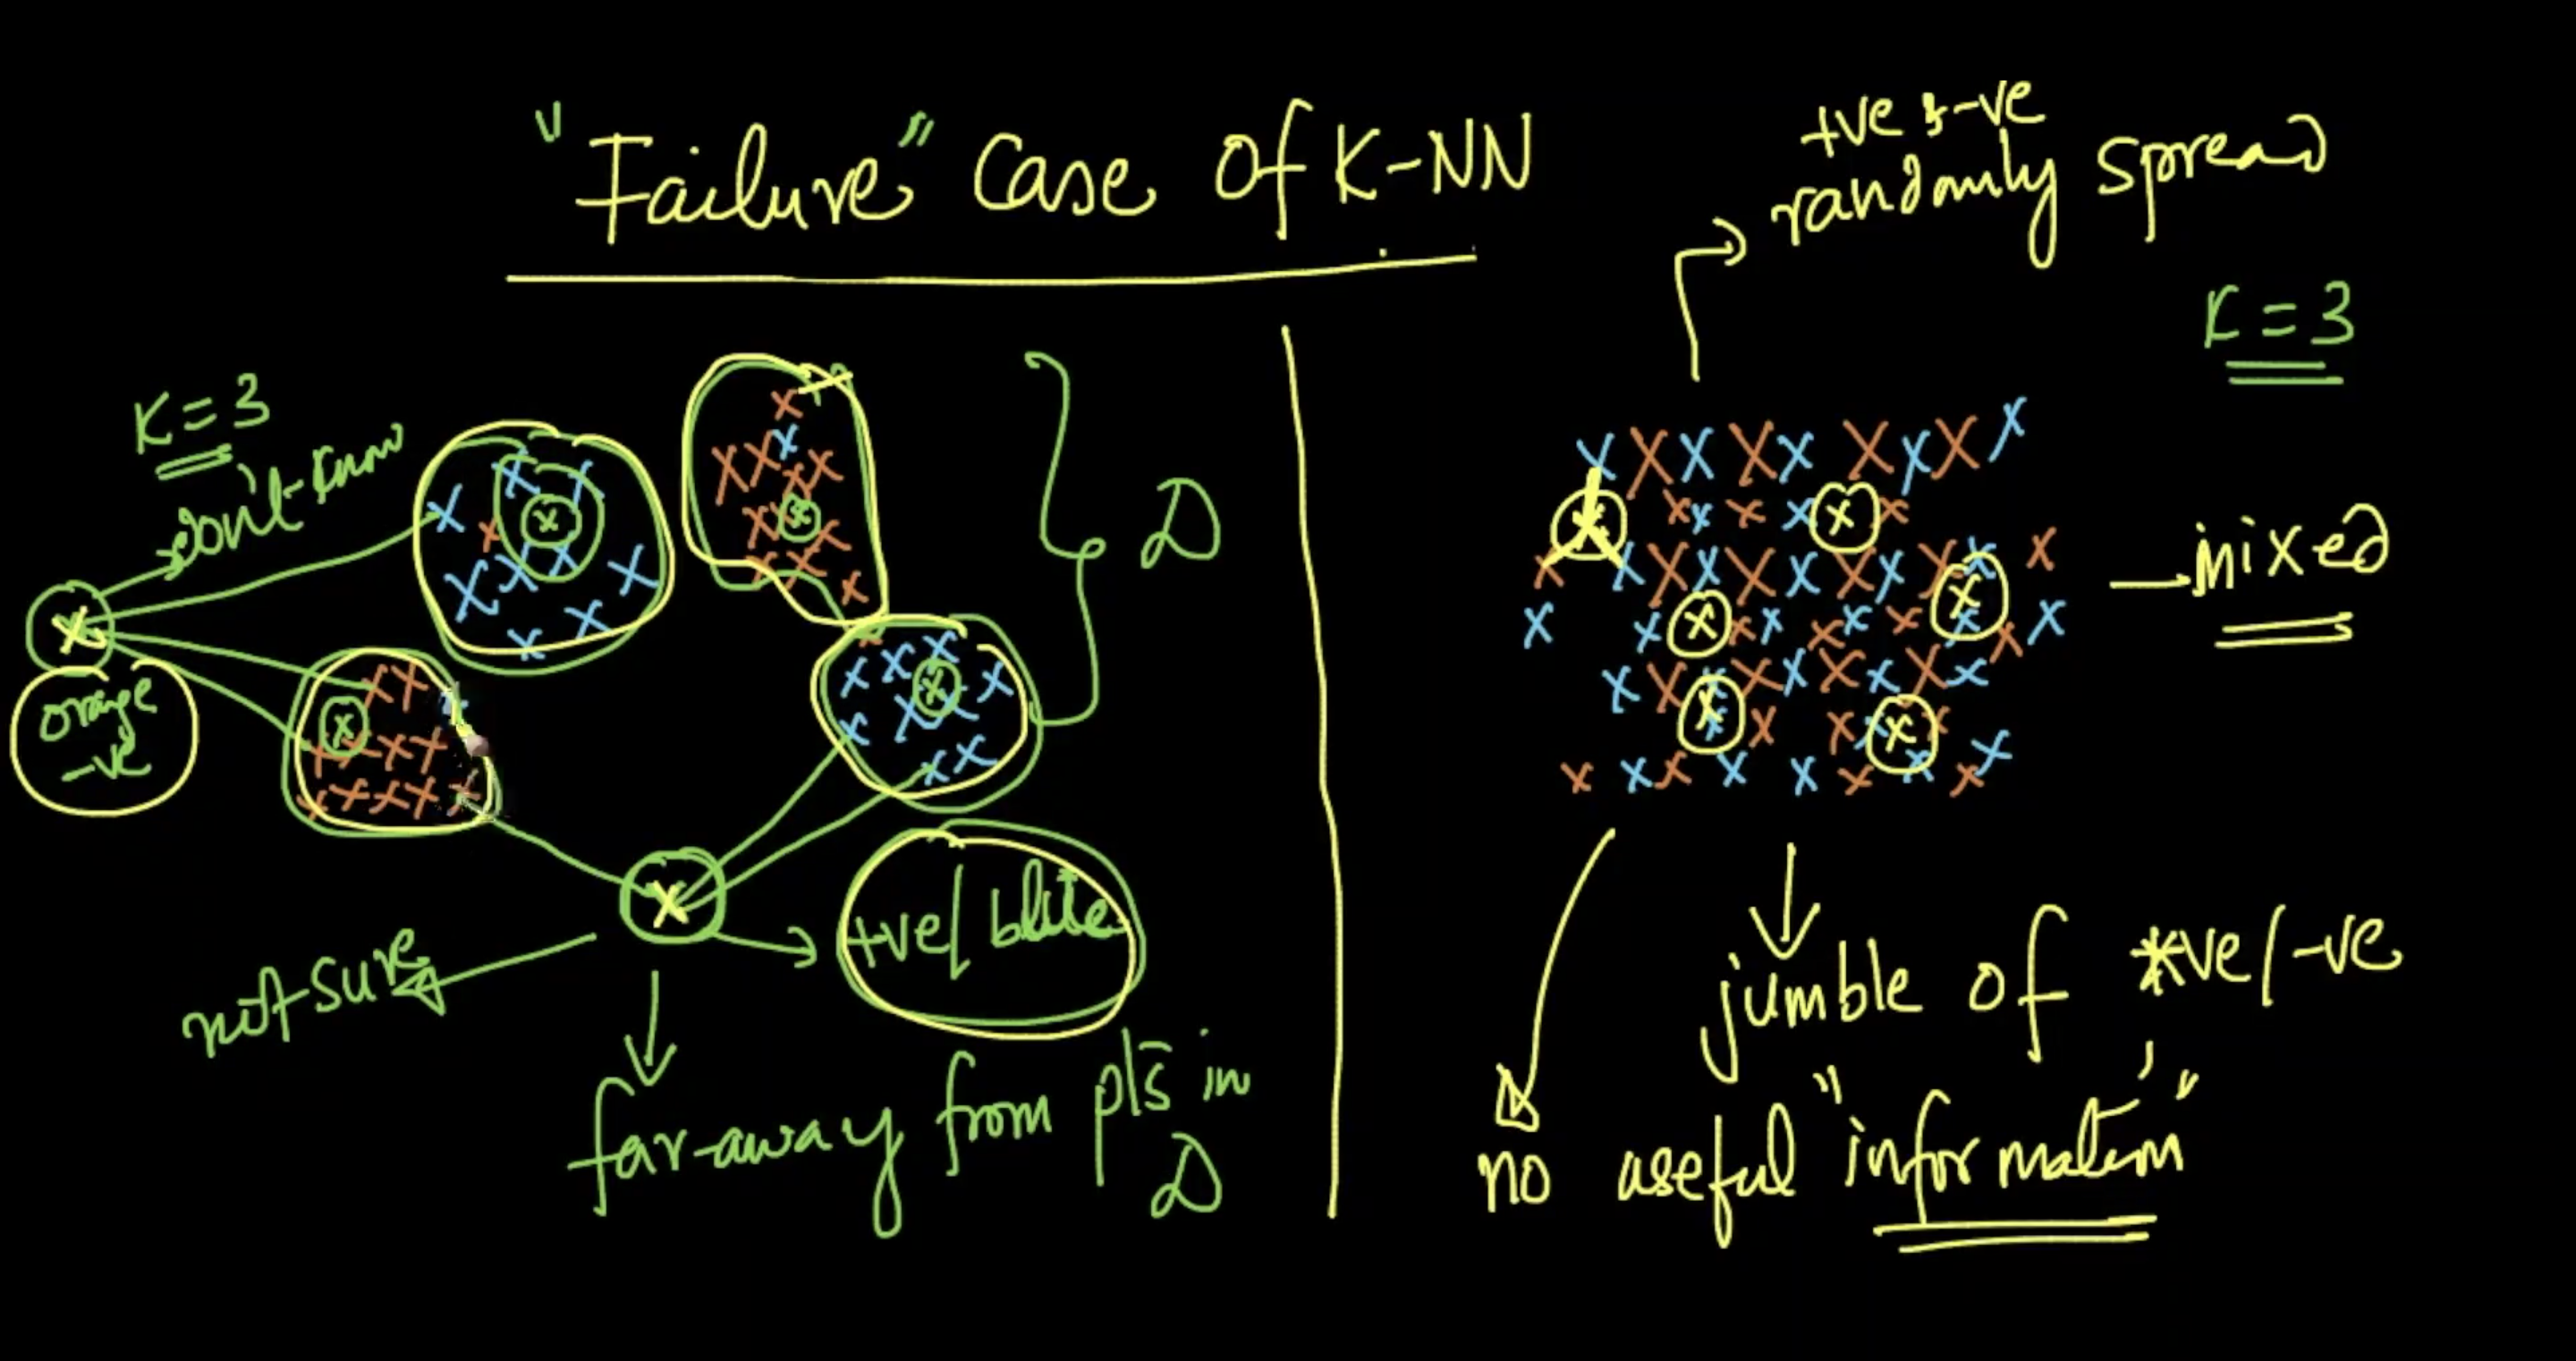 "Failure" Case Of K-NN
+ve & -ve
randomly spread
K = 3
K = 3
Don't-know
D
mixed
orange
-ve
+ve/ blue
not-sure
far-away from pts in
D
jumble of +ve/-ve
no useful "information"